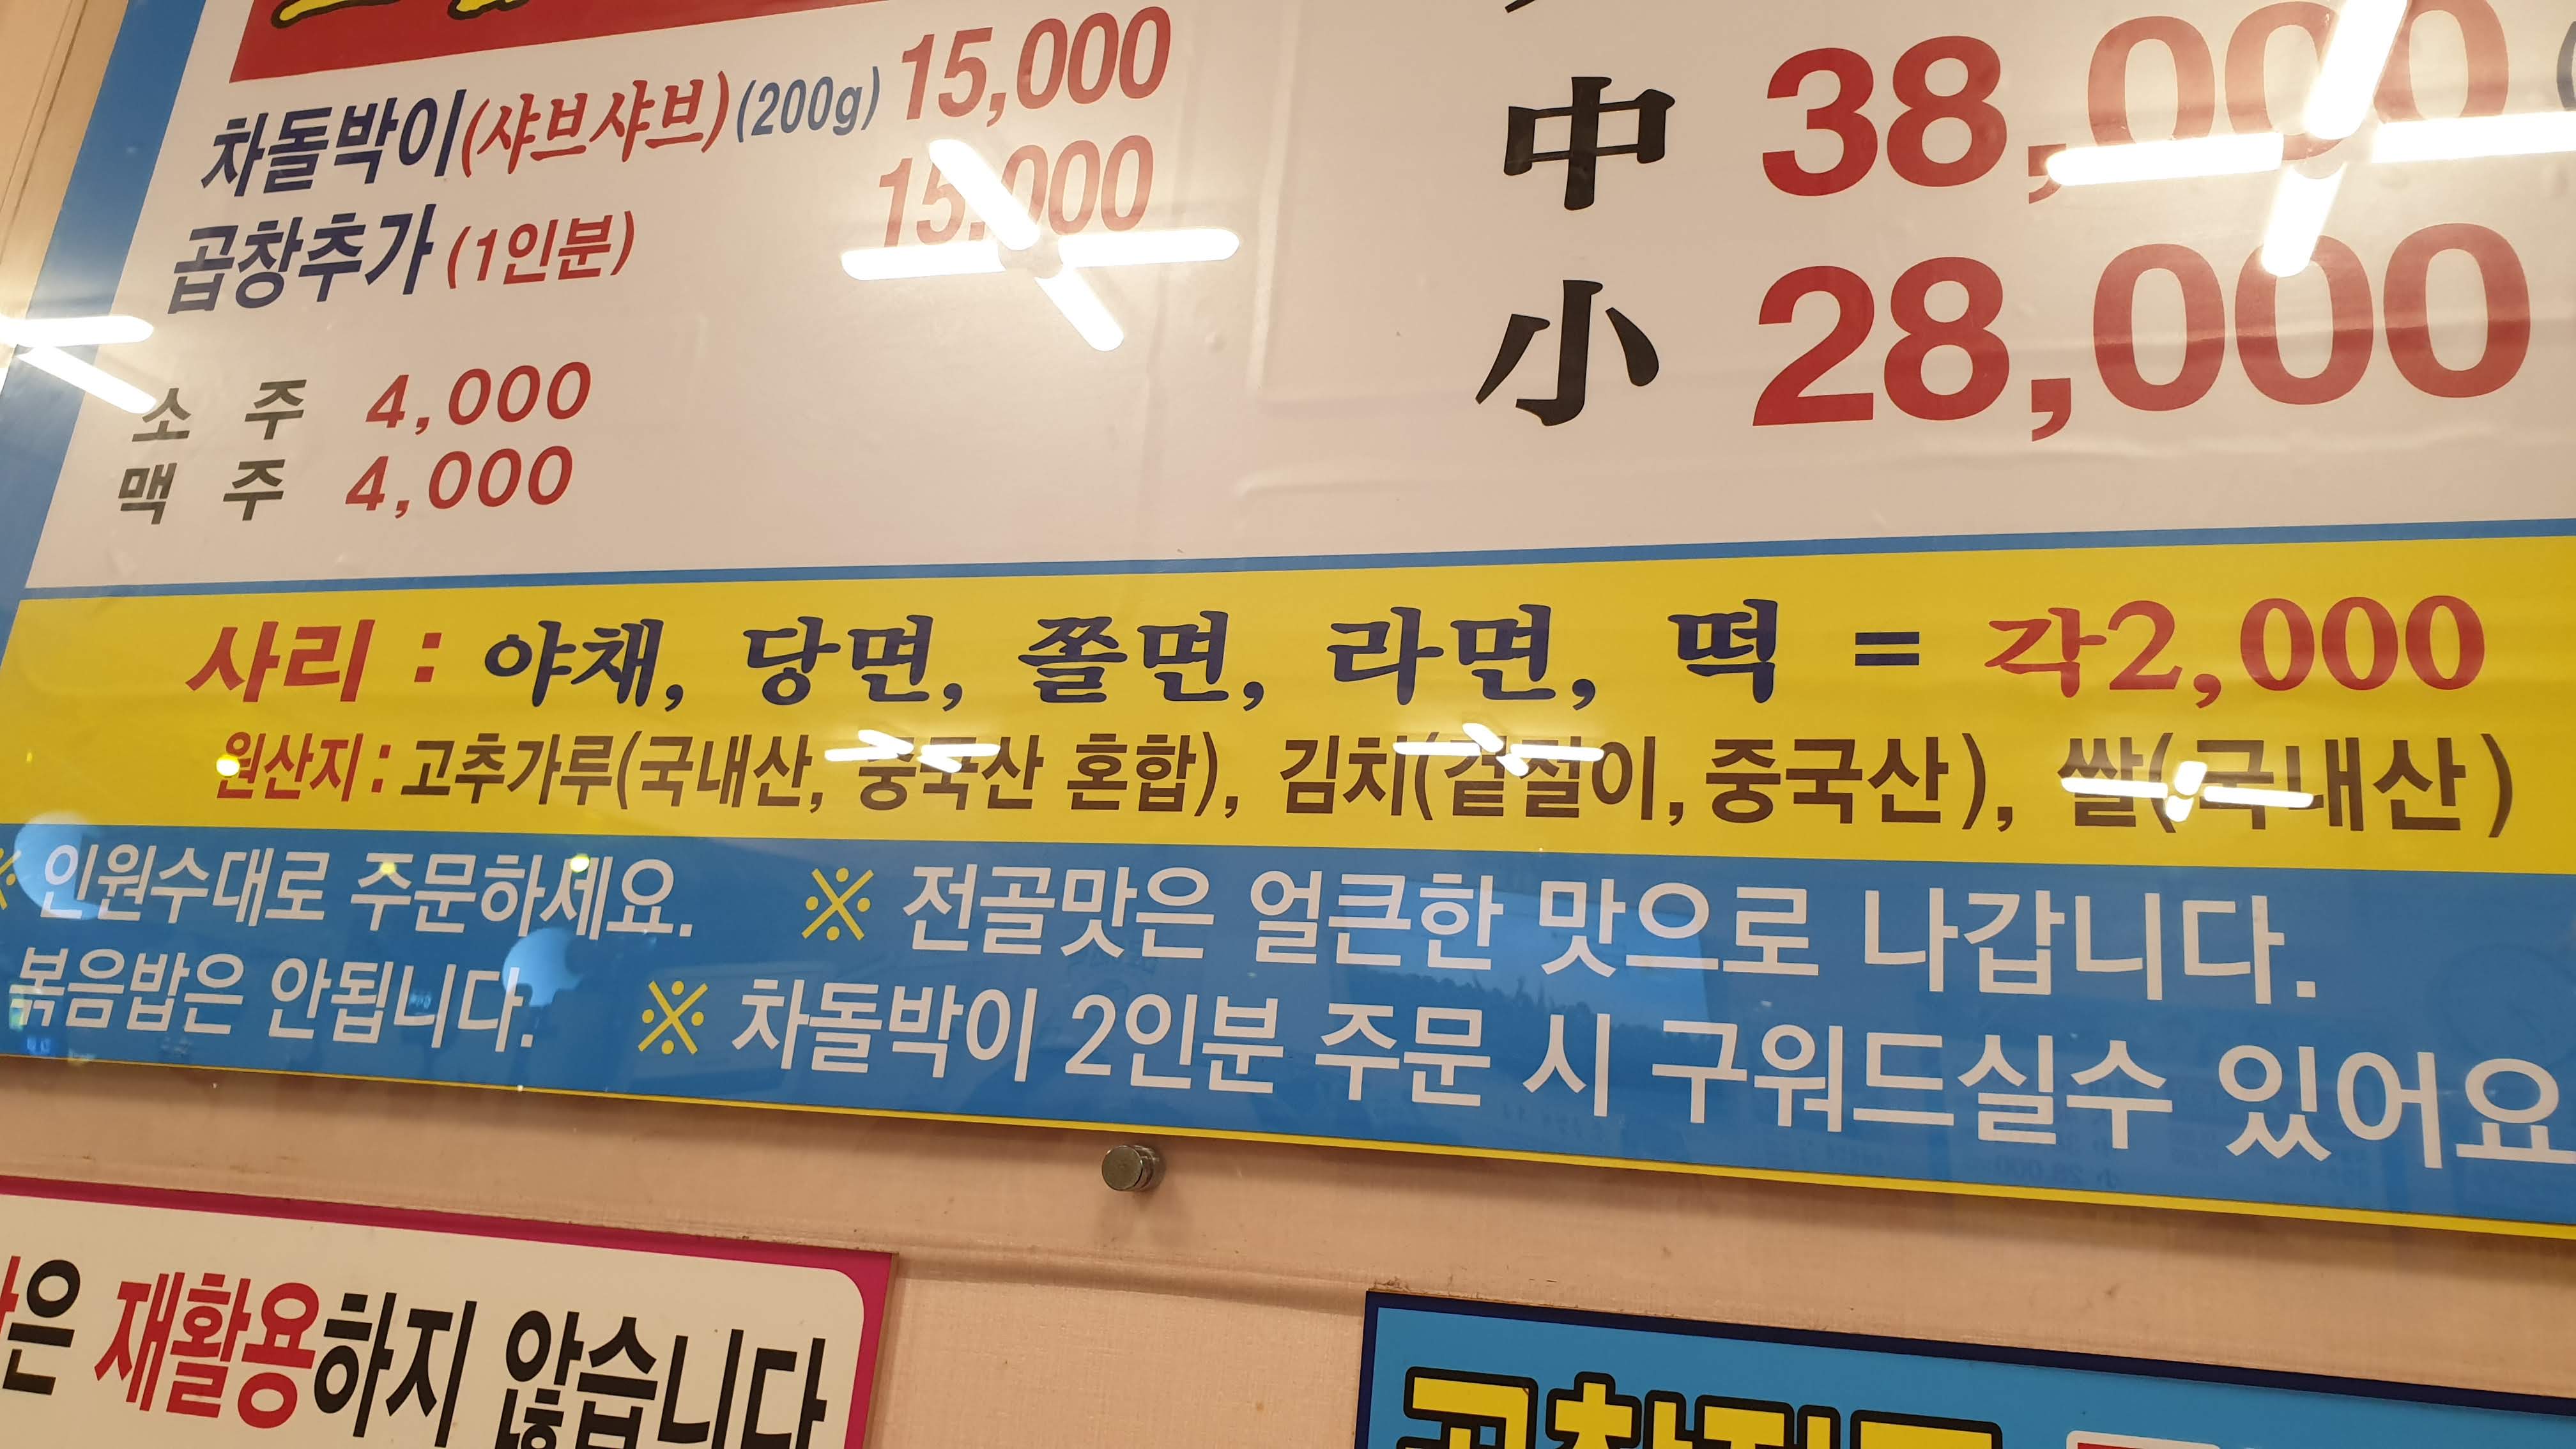 차돌박이(샤브샤브)(200g) 15,000
곱창추가 (1인분) 15,000
소 주 4,000
맥 주 4,000
中 38,000
小 28,000
사리 : 야채, 당면, 쫄면, 라면, 떡 = 각2,000
원산지 : 고추가루(국내산, 중국산 혼합), 김치(겉절이, 중국산), 쌀(국내산)
※ 인원수대로 주문하세요. ※ 전골맛은 얼큰한 맛으로 나갑니다.
볶음밥은 안됩니다. ※ 차돌박이 2인분 주문 시 구워드실수 있어요
은 재활용하지 않습니다